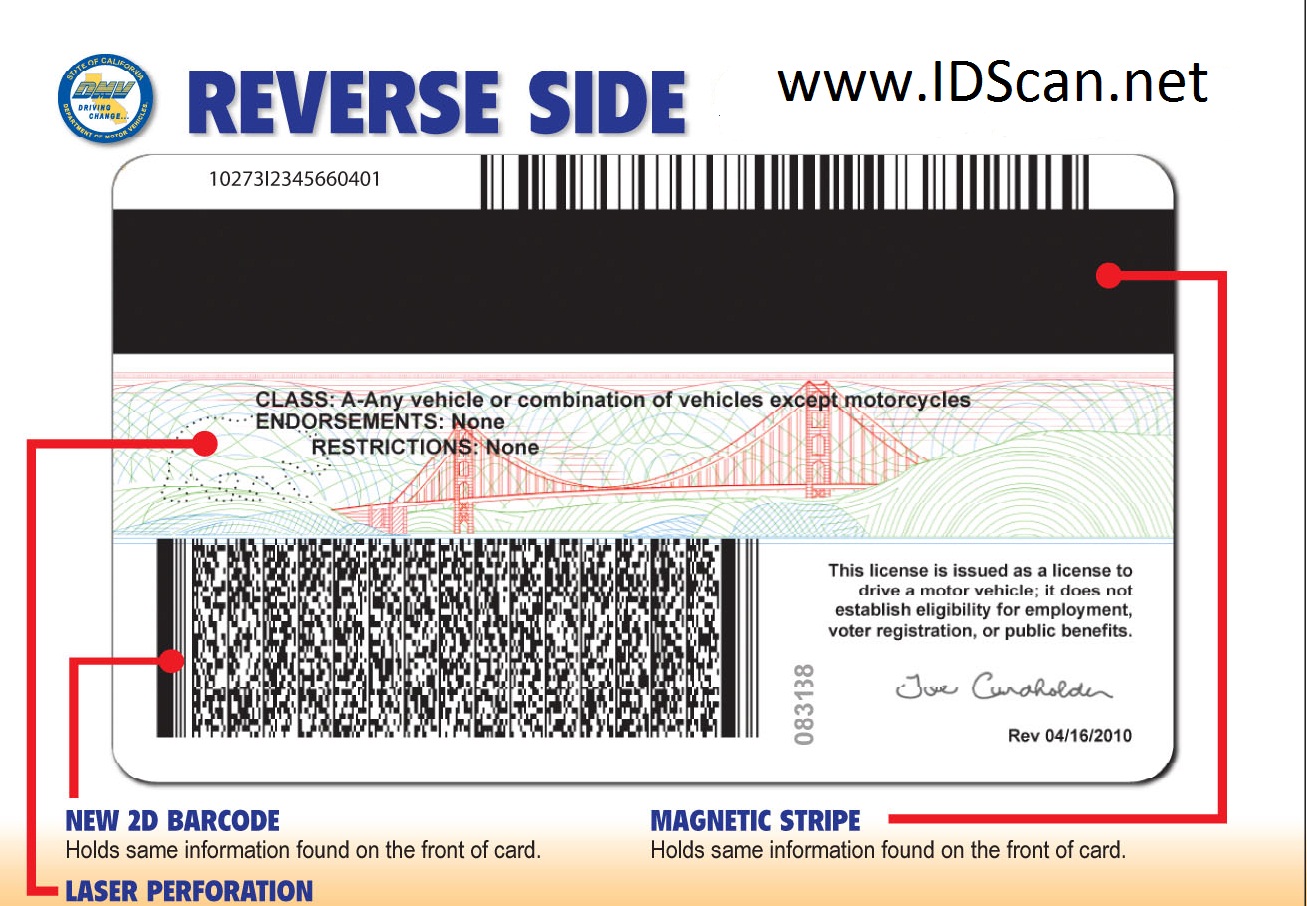 STATE OF CALIFORNIA
DMV
DRIVING
CHANGE...
DEPARTMENT OF MOTOR VEHICLES
REVERSE SIDE
www.IDScan.net
10273I2345660401
CLASS: A-Any vehicle or combination of vehicles except motorcycles
ENDORSEMENTS: None
RESTRICTIONS: None
This license is issued as a license to
drive a motor vehicle; it does not
establish eligibility for employment,
voter registration, or public benefits.
083138
Joe Cardholder
Rev 04/16/2010
NEW 2D BARCODE
Holds same information found on the front of card.
MAGNETIC STRIPE
Holds same information found on the front of card.
LASER PERFORATION